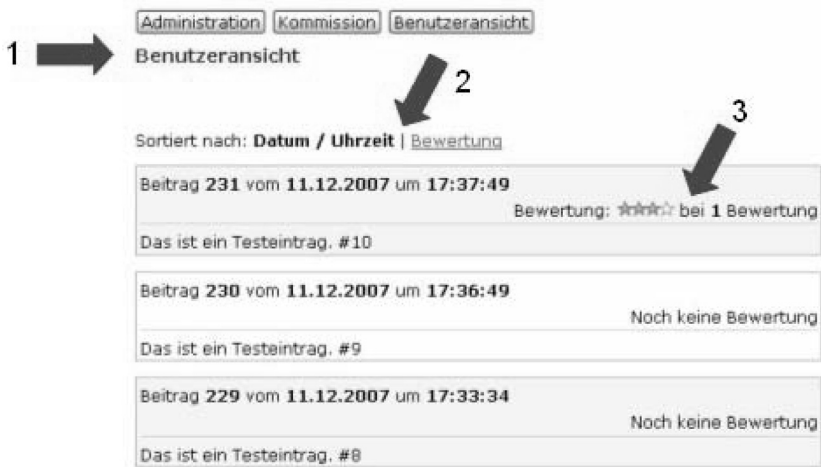 Administration Kommission Benutzeransicht
1 Benutzeransicht
2
3
Sortiert nach: Datum / Uhrzeit | Bewertung
Beitrag 231 vom 11.12.2007 um 17:37:49
Bewertung: bei 1 Bewertung
Das ist ein Testeintrag. #10
Beitrag 230 vom 11.12.2007 um 17:36:49
Noch keine Bewertung
Das ist ein Testeintrag. #9
Beitrag 229 vom 11.12.2007 um 17:33:34
Noch keine Bewertung
Das ist ein Testeintrag. #8